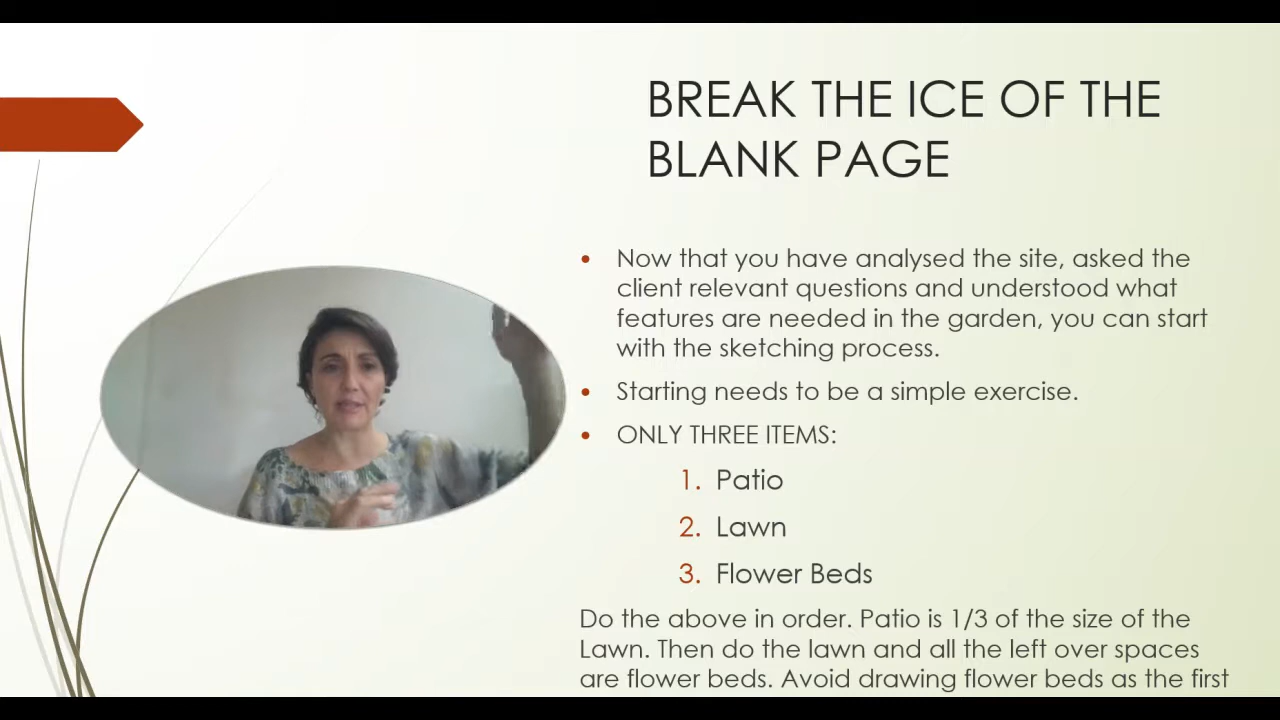 BREAK THE ICE OF THE
BLANK PAGE
• Now that you have analysed the site, asked the
client relevant questions and understood what
features are needed in the garden, you can start
with the sketching process.
• Starting needs to be a simple exercise.
• ONLY THREE ITEMS:
1. Patio
2. Lawn
3. Flower Beds
Do the above in order. Patio is 1/3 of the size of the
Lawn. Then do the lawn and all the left over spaces
are flower beds. Avoid drawing flower beds as the first